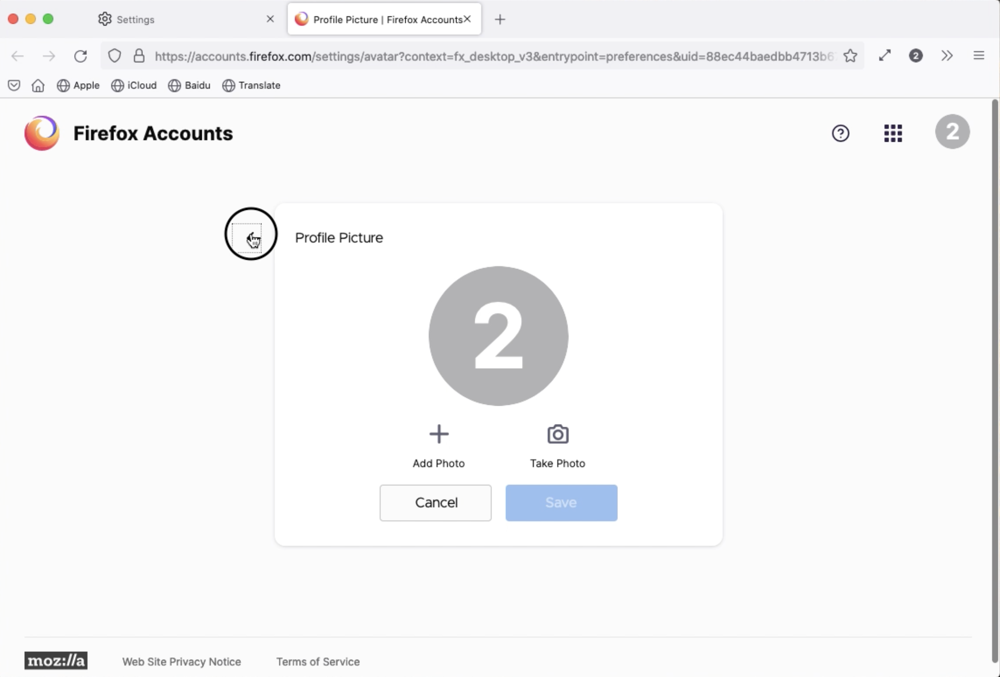 Settings
Profile Picture | Firefox Accounts
https://accounts.firefox.com/settings/avatar?context=fx_desktop_v3&entrypoint=preferences&uid=88ec44baedbb4713b6
2
Apple
iCloud
Baidu
Translate
Firefox Accounts
2
Profile Picture
2
Add Photo
Take Photo
Cancel
Save
moz://a
Web Site Privacy Notice
Terms of Service